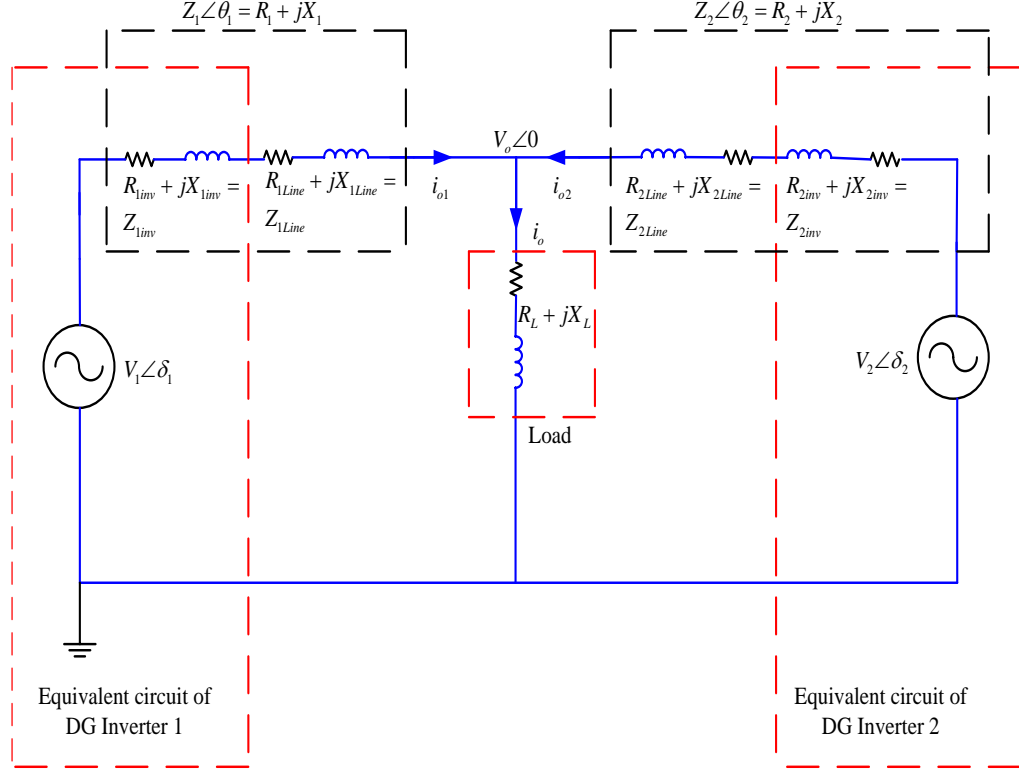 Z₁∠θ₁ = R₁ + jX₁
Z₂∠θ₂ = R₂ + jX₂
Vₒ∠0
R₁ᵢₙᵥ + jX₁ᵢₙᵥ =
Z₁ᵢₙᵥ
R₁Line + jX₁Line =
Z₁Line
iₒ₁
iₒ₂
R₂Line + jX₂Line =
Z₂Line
R₂ᵢₙᵥ + jX₂ᵢₙᵥ =
Z₂ᵢₙᵥ
iₒ
R_L + jX_L
V₁∠δ₁
V₂∠δ₂
Load
Equivalent circuit of
DG Inverter 1
Equivalent circuit of
DG Inverter 2